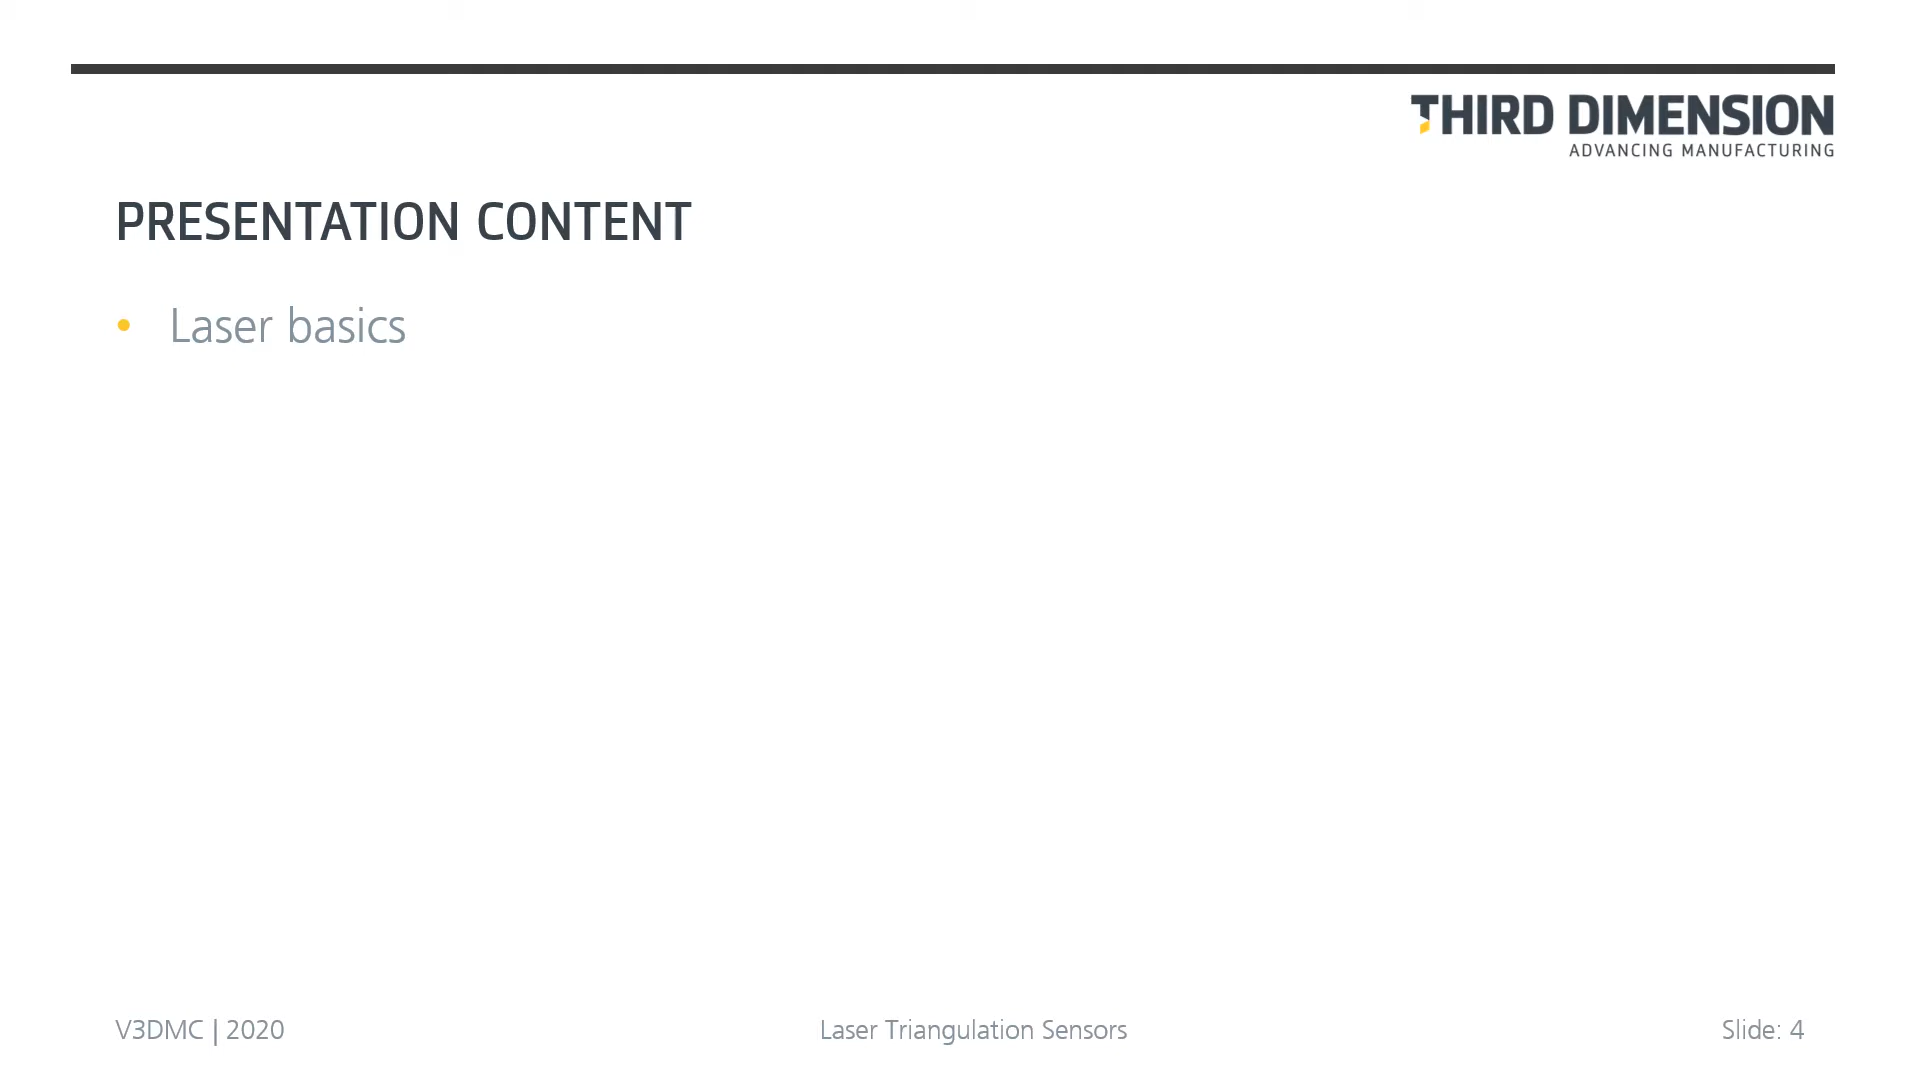 THIRD DIMENSION
ADVANCING MANUFACTURING
PRESENTATION CONTENT
• Laser basics
V3DMC | 2020
Laser Triangulation Sensors
Slide: 4